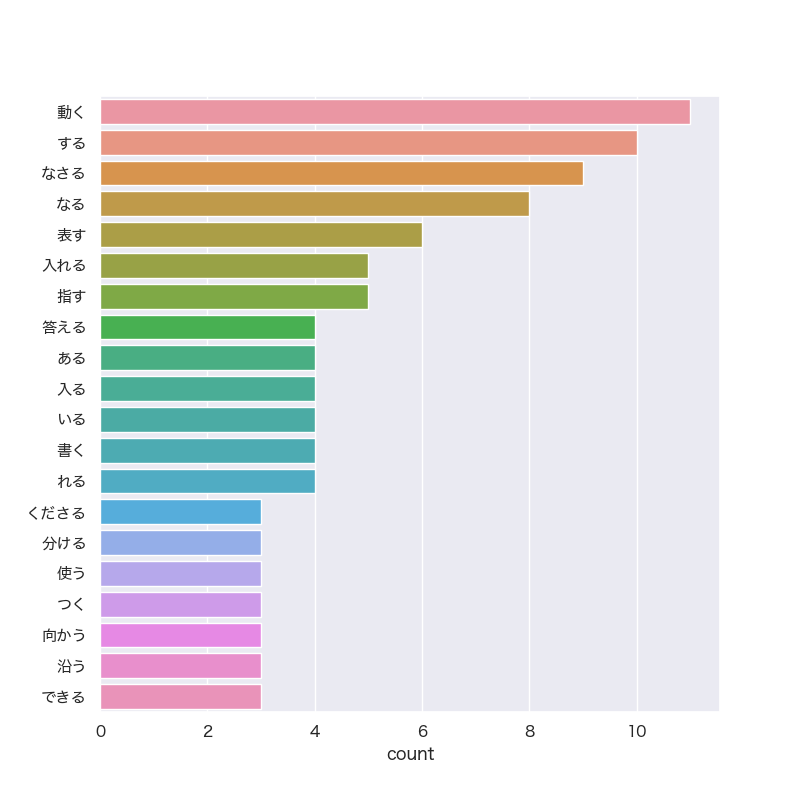 動く
する
なさる
なる
表す
入れる
指す
答える
ある
入る
いる
書く
れる
くださる
分ける
使う
つく
向かう
沿う
できる
0 2 4 6 8 10
count